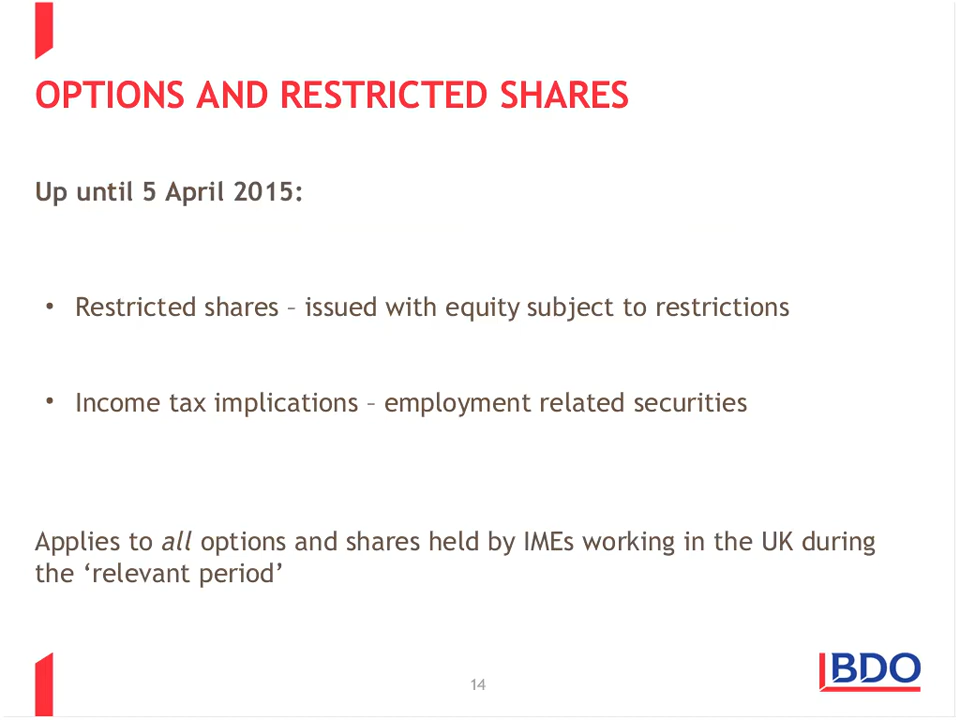 OPTIONS AND RESTRICTED SHARES
Up until 5 April 2015:
• Restricted shares – issued with equity subject to restrictions
• Income tax implications – employment related securities
Applies to all options and shares held by IMEs working in the UK during
the ‘relevant period’
14
BDO